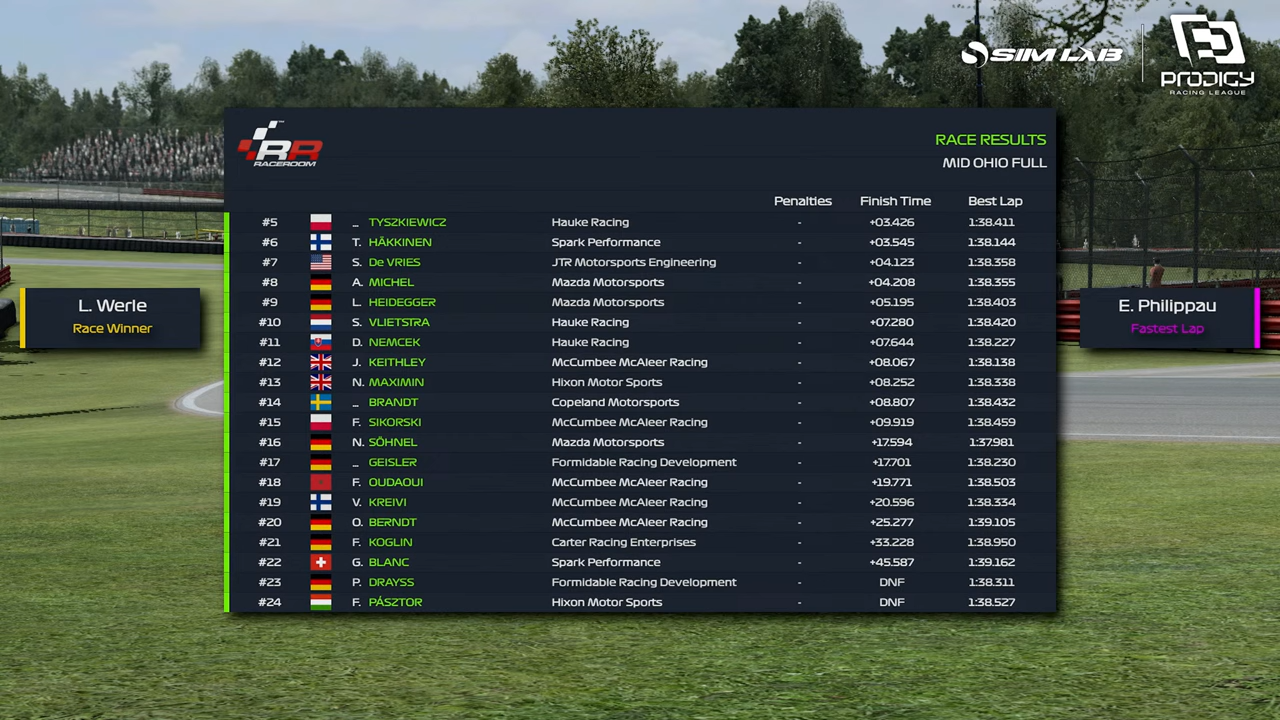 SIM LAB
PRODIGY
RACING LEAGUE
RR
RACEROOM
RACE RESULTS
MID OHIO FULL
Penalties Finish Time Best Lap
#5 _ TYSZKIEWICZ Hauke Racing - +03.426 1:38.411
#6 T. HÄKKINEN Spark Performance - +03.545 1:38.144
#7 S. De VRIES JTR Motorsports Engineering - +04.123 1:38.358
#8 A. MICHEL Mazda Motorsports - +04.208 1:38.355
#9 L. HEIDEGGER Mazda Motorsports - +05.195 1:38.403
#10 S. VLIETSTRA Hauke Racing - +07.280 1:38.420
#11 D. NEMCEK Hauke Racing - +07.644 1:38.227
#12 J. KEITHLEY McCumbee McAleer Racing - +08.067 1:38.138
#13 N. MAXIMIN Hixon Motor Sports - +08.252 1:38.338
#14 _ BRANDT Copeland Motorsports - +08.807 1:38.432
#15 F. SIKORSKI McCumbee McAleer Racing - +09.919 1:38.459
#16 N. SÖHNEL Mazda Motorsports - +17.594 1:37.981
#17 _ GEISLER Formidable Racing Development - +17.701 1:38.230
#18 F. OUDAOUI McCumbee McAleer Racing - +19.771 1:38.503
#19 V. KREIVI McCumbee McAleer Racing - +20.596 1:38.334
#20 O. BERNDT McCumbee McAleer Racing - +25.277 1:39.105
#21 F. KOGLIN Carter Racing Enterprises - +33.228 1:38.950
#22 G. BLANC Spark Performance - +45.587 1:39.162
#23 P. DRAYSS Formidable Racing Development - DNF 1:38.311
#24 F. PÁSZTOR Hixon Motor Sports - DNF 1:38.527
L. Werle
Race Winner
E. Philippau
Fastest Lap